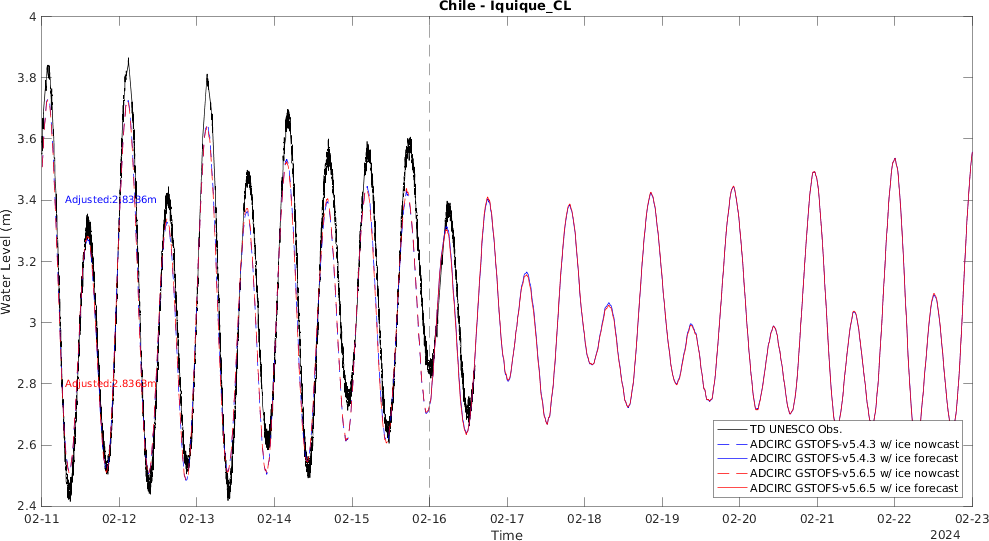 Chile - Iquique_CL
4
3.8
3.6
3.4
3.2
3
2.8
2.6
2.4
Water Level (m)
Adjusted:2.8336m
Adjusted:2.8363m
TD UNESCO Obs.
ADCIRC GSTOFS-v5.4.3 w/ ice nowcast
ADCIRC GSTOFS-v5.4.3 w/ ice forecast
ADCIRC GSTOFS-v5.6.5 w/ ice nowcast
ADCIRC GSTOFS-v5.6.5 w/ ice forecast
02-11 02-12 02-13 02-14 02-15 02-16 02-17 02-18 02-19 02-20 02-21 02-22 02-23
Time
2024